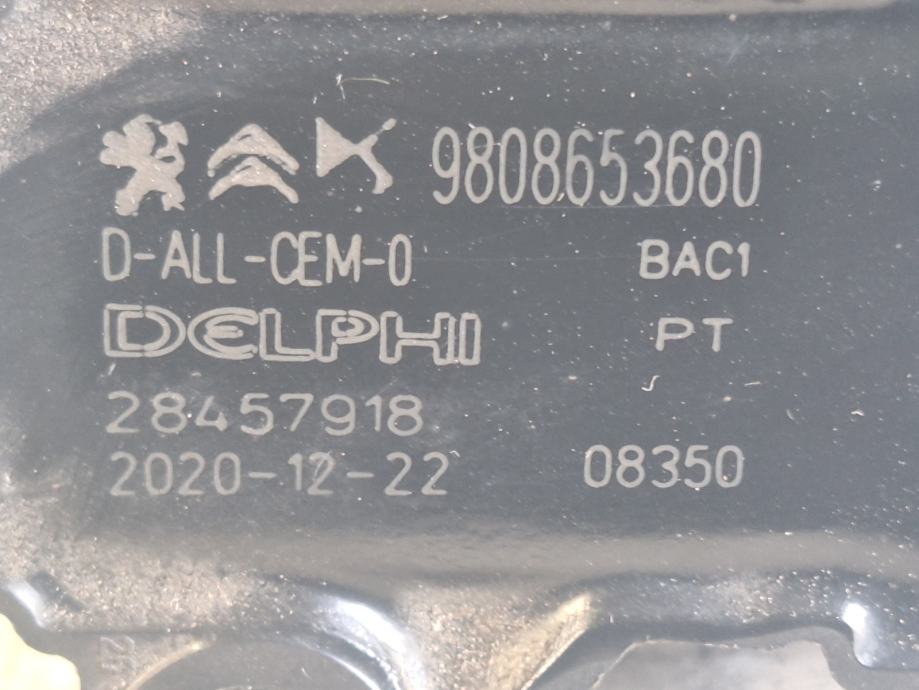 9808653680
D-ALL-CEM-0 BAC1
DELPHI PT
28457918
2020-12-22 08350